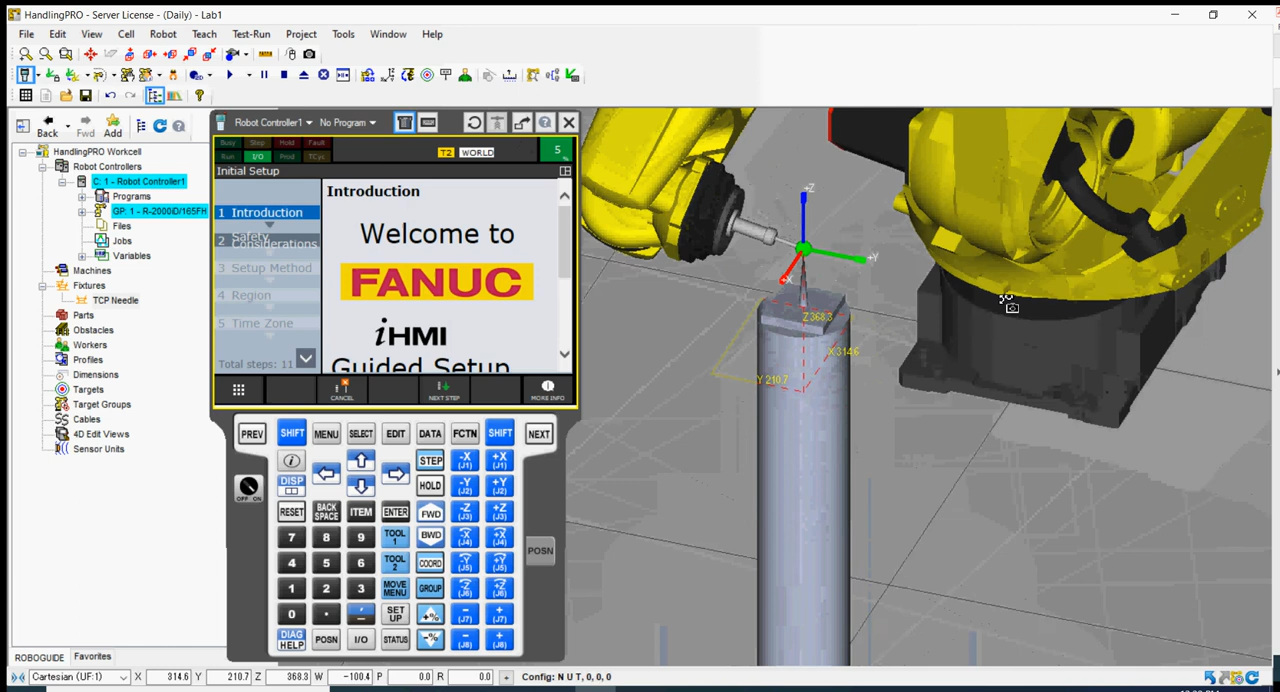 HandlingPRO - Server License - (Daily) - Lab1
File Edit View Cell Robot Teach Test-Run Project Tools Window Help
Back Fwd Add
HandlingPRO Workcell
Robot Controllers
C: 1 - Robot Controller1
Programs
GP: 1 - R-2000iD/165FH
Files
Jobs
Variables
Machines
Fixtures
TCP Needle
Parts
Obstacles
Workers
Profiles
Dimensions
Targets
Target Groups
Cables
4D Edit Views
Sensor Units
ROBOGUIDE Favorites
Robot Controller1 No Program
Busy Step Hold Fault
Run I/O Prod TCyc
T2 WORLD 5 %
Initial Setup
1 Introduction
2 Safety Considerations
3 Setup Method
4 Region
5 Time Zone
Total steps: 11
Introduction
Welcome to
FANUC
iHMI
Guided Setup
CANCEL NEXT STEP MORE INFO
PREV SHIFT MENU SELECT EDIT DATA FCTN SHIFT NEXT
i STEP -X (J1) +X (J1)
OFF ON DISP HOLD -Y (J2) +Y (J2)
RESET BACK SPACE ITEM ENTER FWD -Z (J3) +Z (J3)
7 8 9 TOOL 1 BWD -X (J4) +X (J4)
4 5 6 TOOL 2 COORD -Y (J5) +Y (J5)
POSN
1 2 3 MOVE MENU GROUP -Z (J6) +Z (J6)
0 . , - SET UP +% - (J7) + (J7)
DIAG HELP POSN I/O STATUS -% - (J8) + (J8)
+Z
+Y
X
Z 368.3
X 314.6
Y 210.7
Cartesian (UF:1) X 314.6 Y 210.7 Z 368.3 W -100.4 P 0.0 R 0.0 + Config: N U T, 0, 0, 0